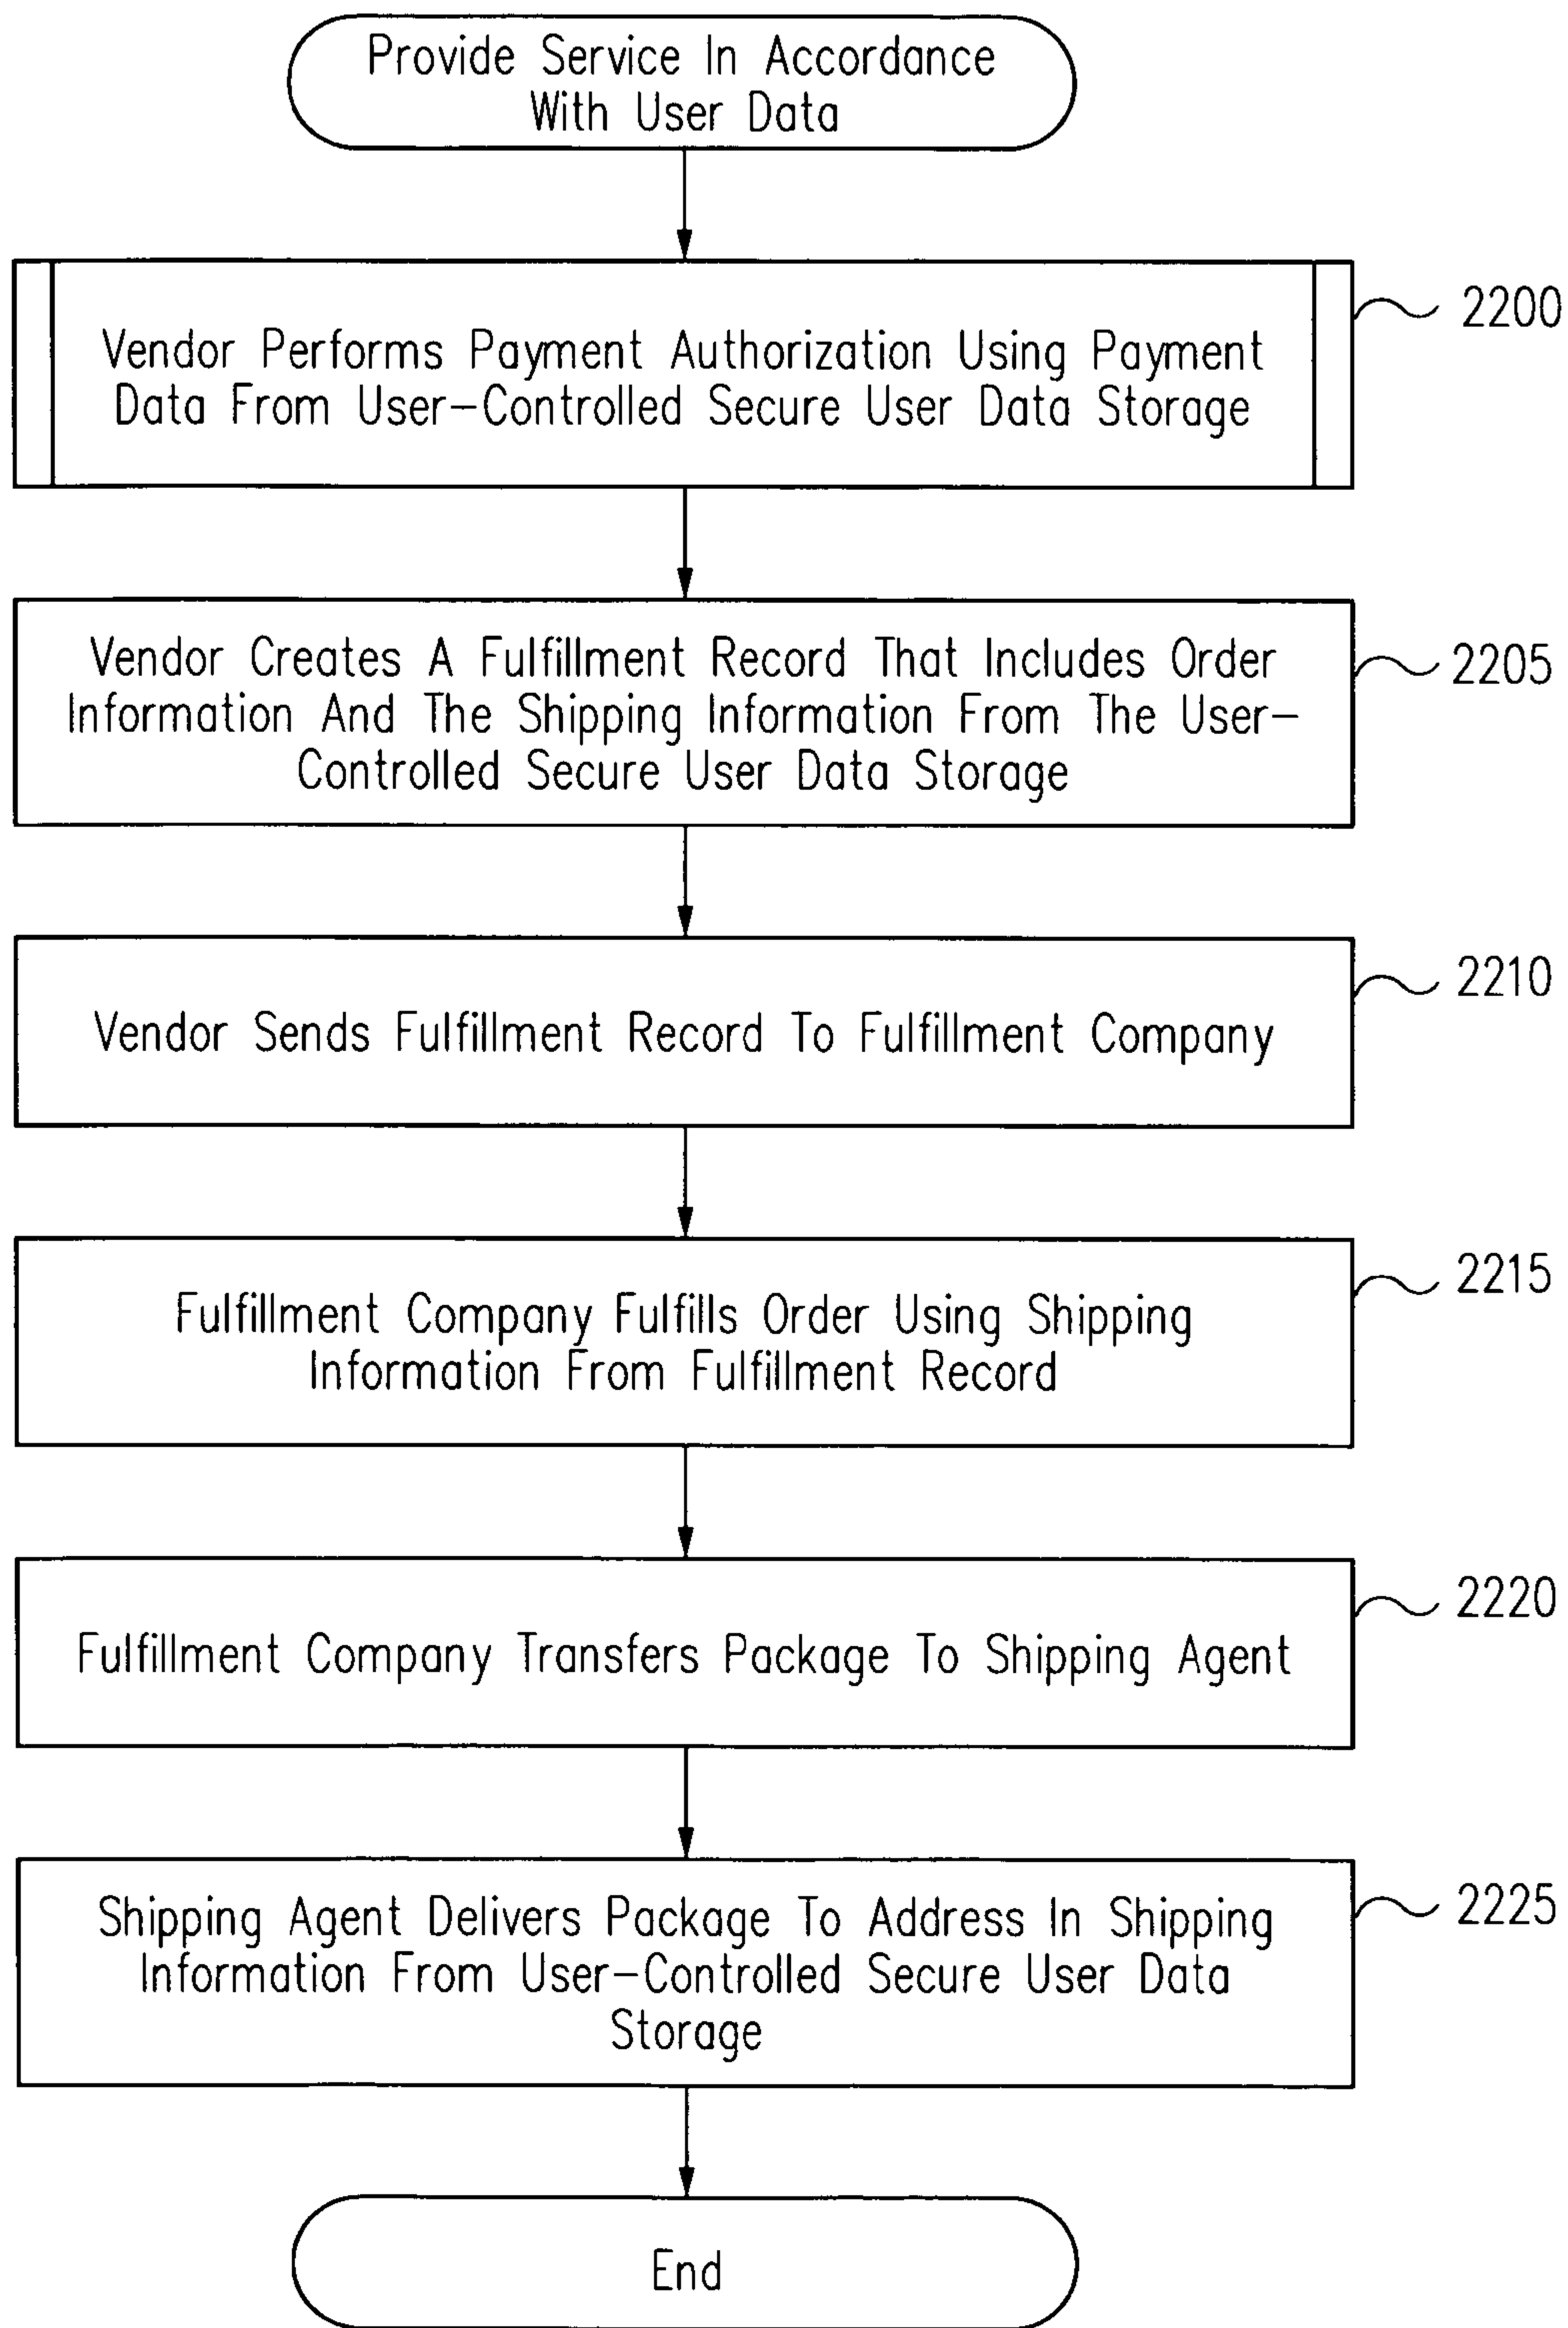 Provide Service In Accordance
With User Data
2200
Vendor Performs Payment Authorization Using Payment
Data From User-Controlled Secure User Data Storage
2205
Vendor Creates A Fulfillment Record That Includes Order
Information And The Shipping Information From The User-
Controlled Secure User Data Storage
2210
Vendor Sends Fulfillment Record To Fulfillment Company
2215
Fulfillment Company Fulfills Order Using Shipping
Information From Fulfillment Record
2220
Fulfillment Company Transfers Package To Shipping Agent
2225
Shipping Agent Delivers Package To Address In Shipping
Information From User-Controlled Secure User Data
Storage
End